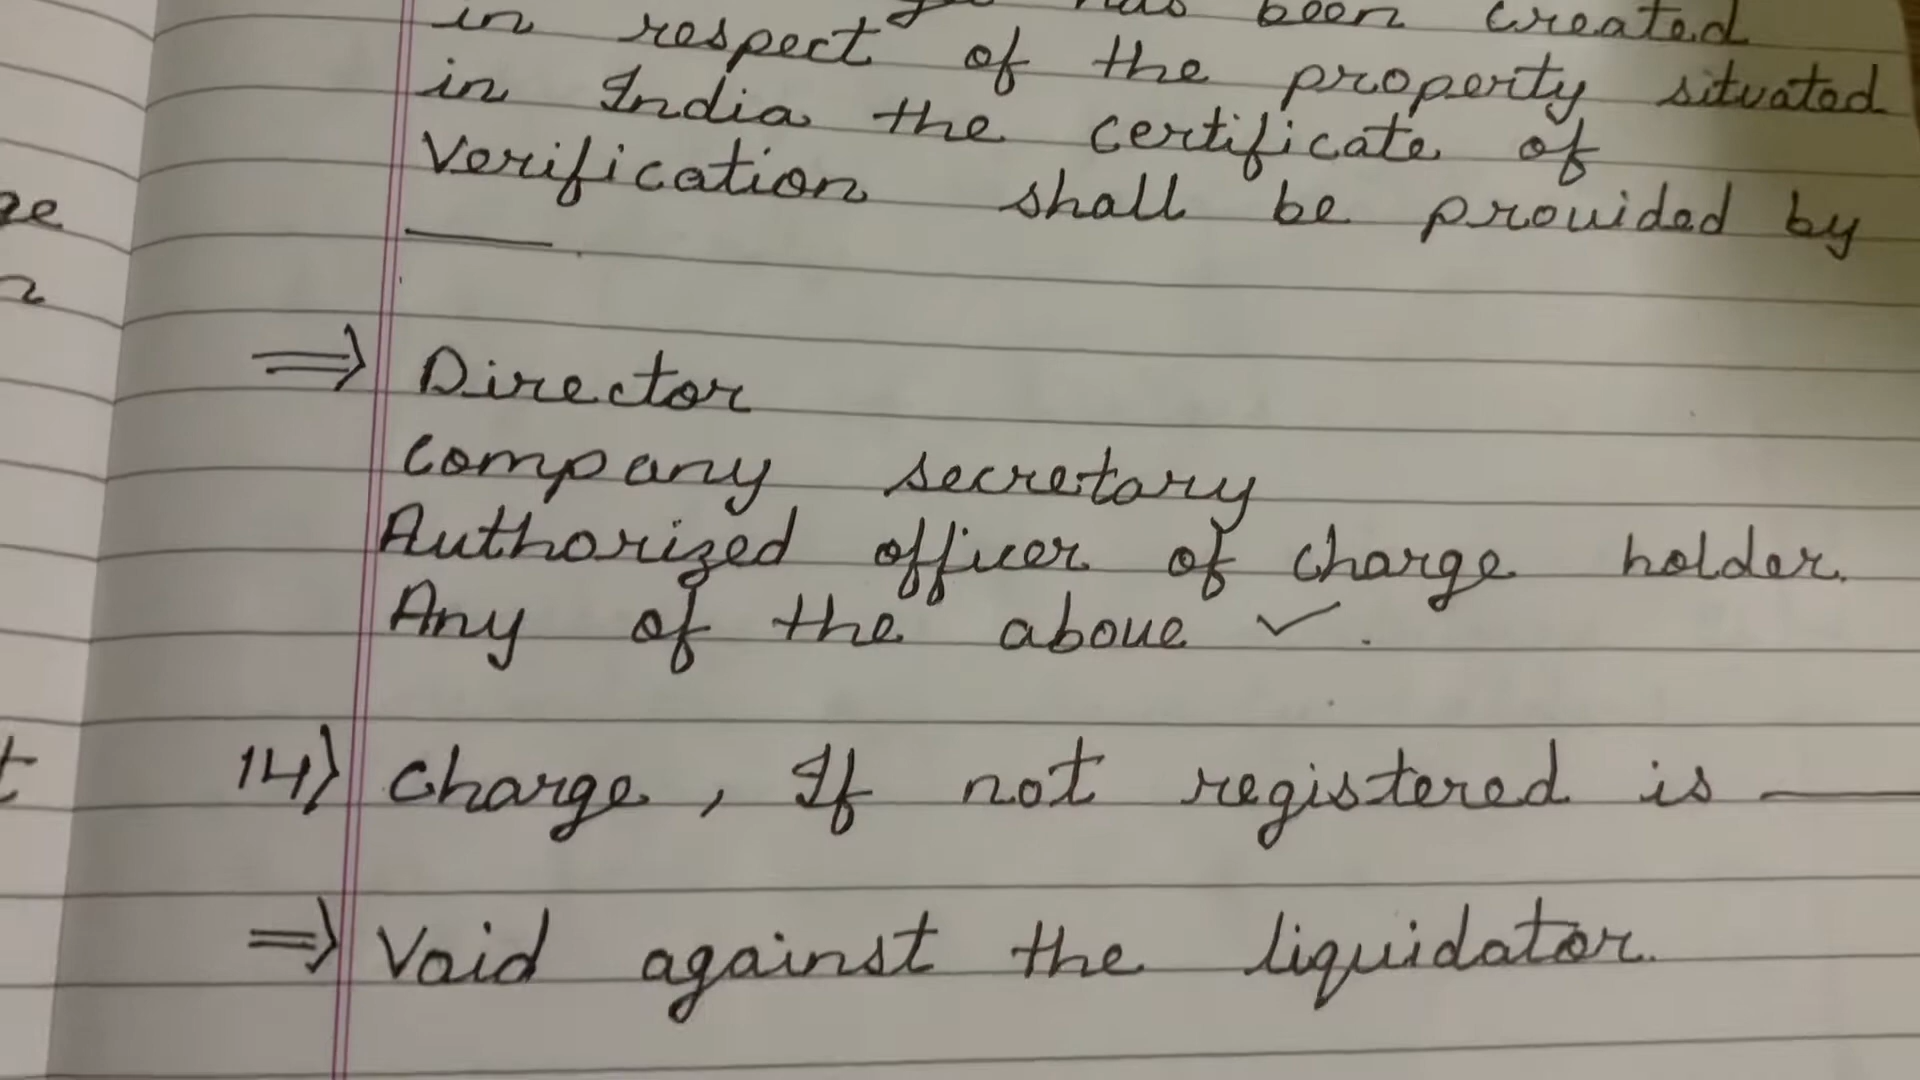 been created
in respect of the property situated
in India the certificate of
Verification shall be provided by
Director
Company secretary
Authorized officer of charge holder.
Any of the above ✓.
14) Charge, If not registered is
Void against the liquidator.